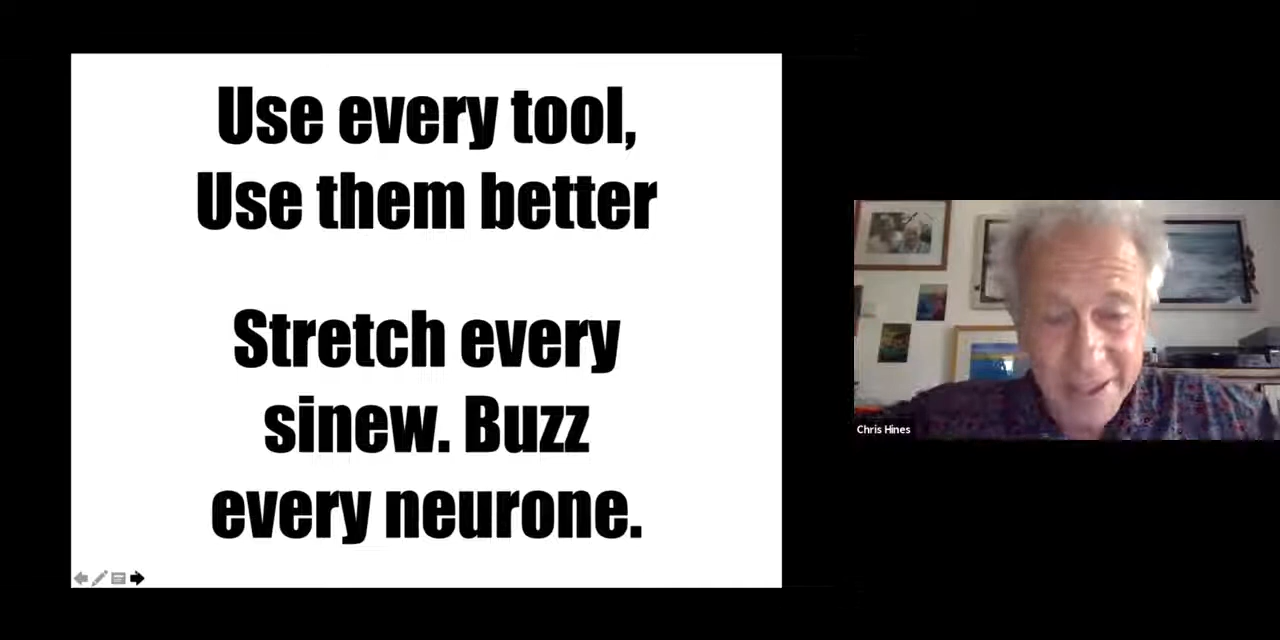 Use every tool,
Use them better
Stretch every
sinew. Buzz
every neurone.
Chris Hines